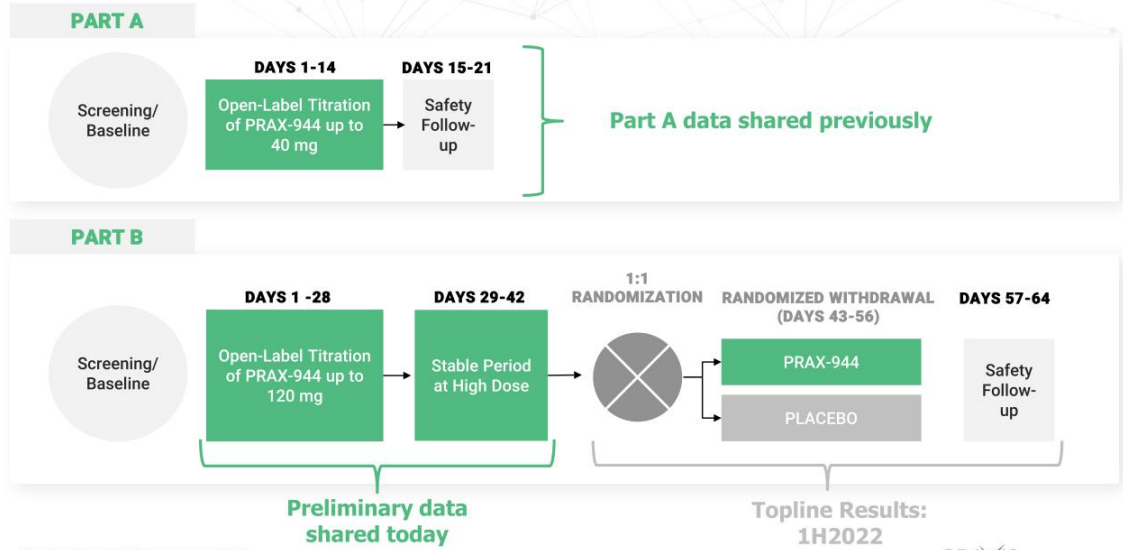 PART A
DAYS 1-14
DAYS 15-21
Screening/
Baseline
Open-Label Titration
of PRAX-944 up to
40 mg
Safety
Follow-
up
Part A data shared previously
PART B
DAYS 1 -28
DAYS 29-42
1:1
RANDOMIZATION
RANDOMIZED WITHDRAWAL
(DAYS 43-56)
DAYS 57-64
Screening/
Baseline
Open-Label Titration
of PRAX-944 up to
120 mg
Stable Period
at High Dose
PRAX-944
PLACEBO
Safety
Follow-
up
Preliminary data
shared today
Topline Results:
1H2022